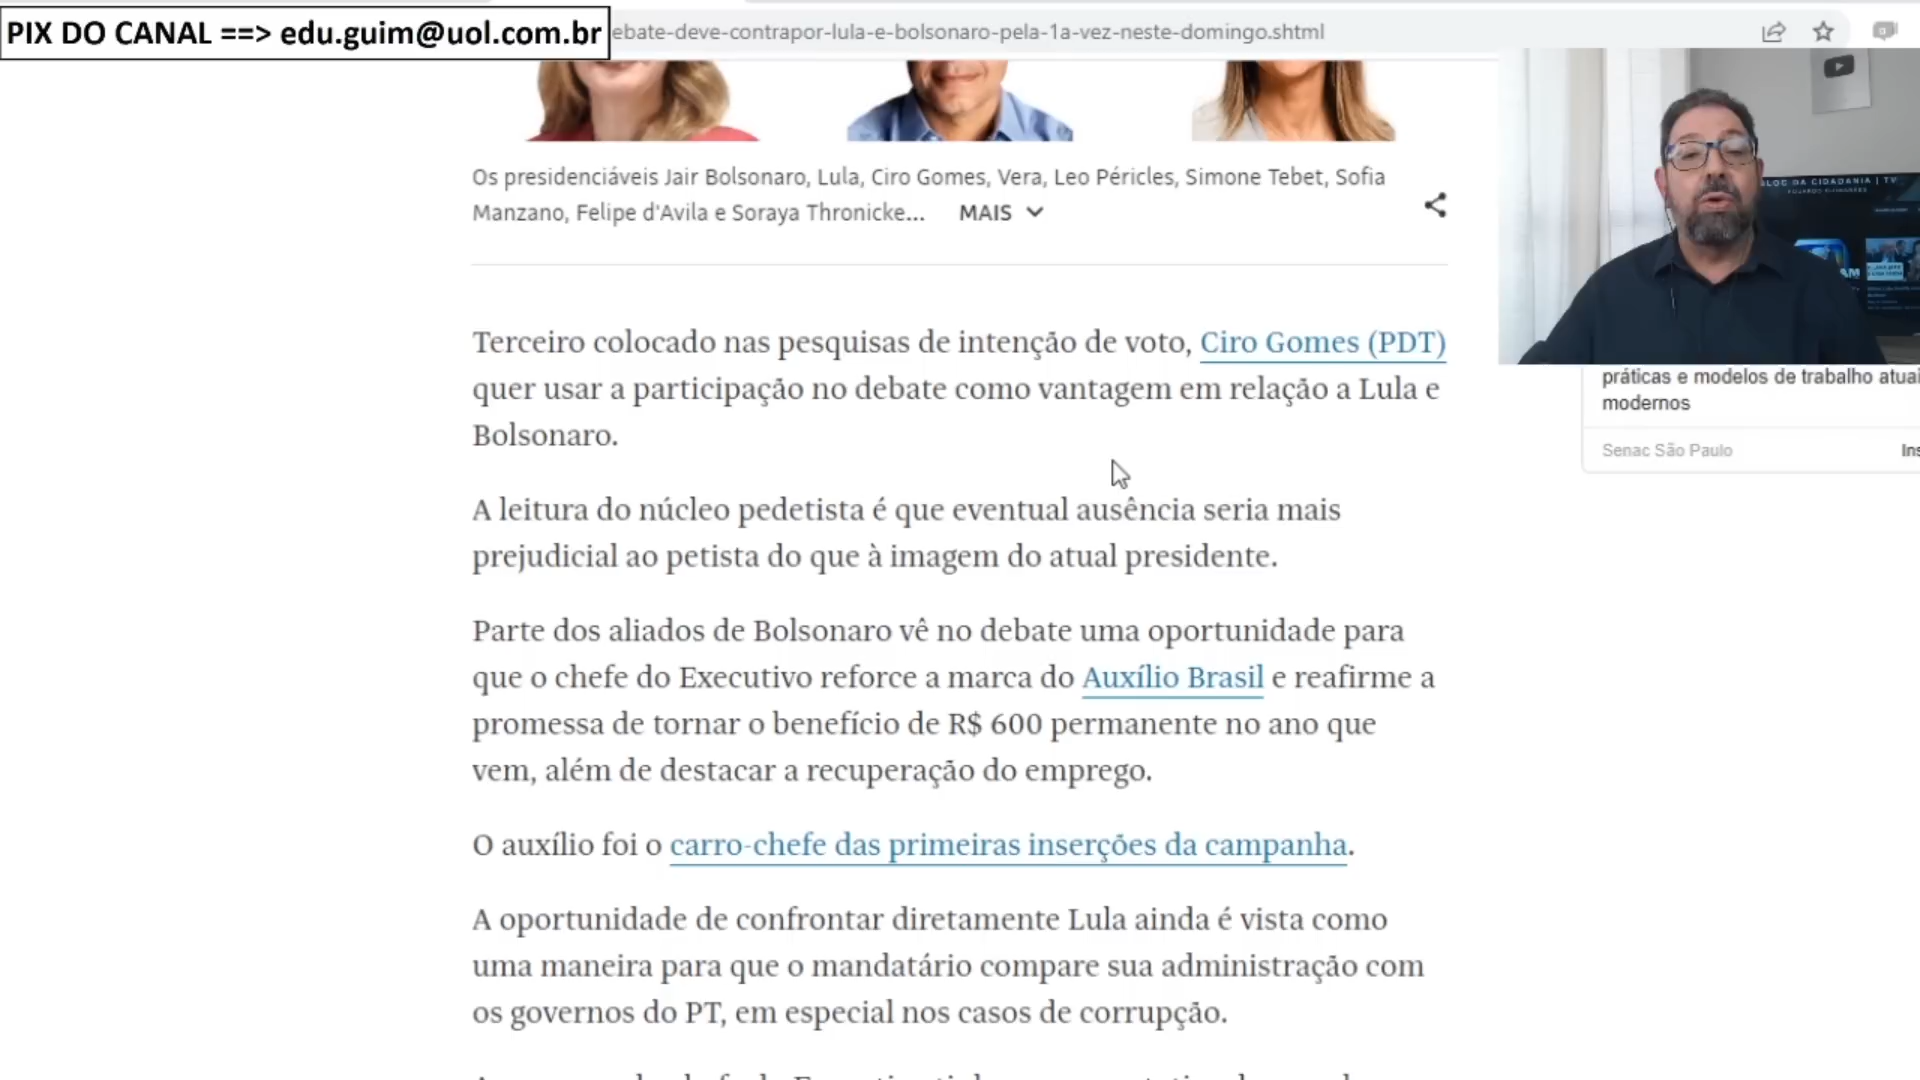 PIX DO CANAL ==> edu.guim@uol.com.br
ebate-deve-contrapor-lula-e-bolsonaro-pela-1a-vez-neste-domingo.shtml
Os presidenciáveis Jair Bolsonaro, Lula, Ciro Gomes, Vera, Leo Péricles, Simone Tebet, Sofia
Manzano, Felipe d'Avila e Soraya Thronicke... MAIS
BLOG DA CIDADANIA | TV
Terceiro colocado nas pesquisas de intenção de voto, Ciro Gomes (PDT)
quer usar a participação no debate como vantagem em relação a Lula e
Bolsonaro.
A leitura do núcleo pedetista é que eventual ausência seria mais
prejudicial ao petista do que à imagem do atual presidente.
Parte dos aliados de Bolsonaro vê no debate uma oportunidade para
que o chefe do Executivo reforce a marca do Auxílio Brasil e reafirme a
promessa de tornar o benefício de R$ 600 permanente no ano que
vem, além de destacar a recuperação do emprego.
O auxílio foi o carro-chefe das primeiras inserções da campanha.
A oportunidade de confrontar diretamente Lula ainda é vista como
uma maneira para que o mandatário compare sua administração com
os governos do PT, em especial nos casos de corrupção.
práticas e modelos de trabalho atuai
modernos
Senac São Paulo Ins